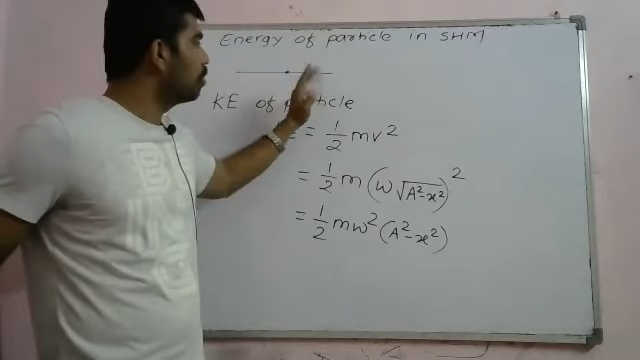 Energy of particle in SHM
KE of particle
= 1/2 mv²
= 1/2 m (ω √A²-x²)²
= 1/2 mω² (A²-x²)